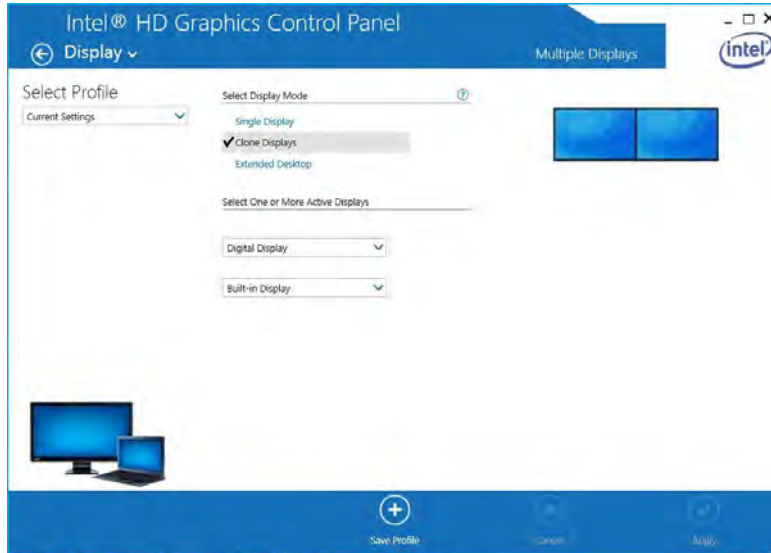 Intel® HD Graphics Control Panel
Display
Multiple Displays
intel
Select Profile
Current Settings
Select Display Mode
?
Single Display
Clone Displays
Extended Desktop
Select One or More Active Displays
Digital Display
Built-in Display
Save Profile
Cancel
Apply